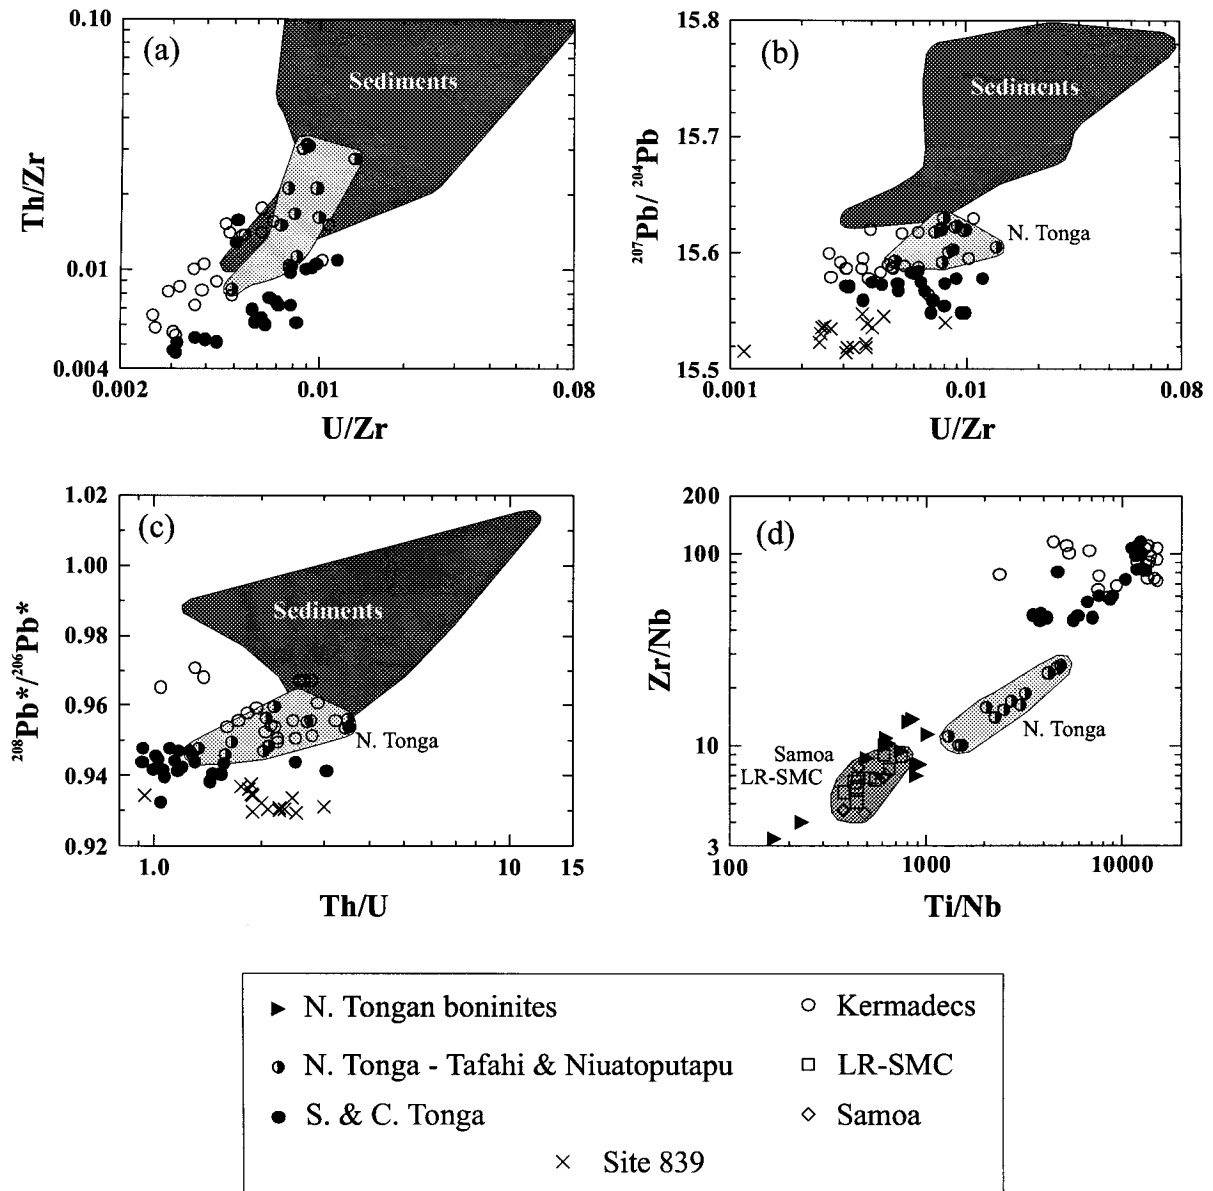 0.10
(a)
Sediments
Th/Zr
0.01
0.004
0.002
0.01
0.08
U/Zr
15.8
(b)
Sediments
15.7
²⁰⁷Pb/ ²⁰⁴Pb
N. Tonga
15.6
15.5
0.001
0.01
0.08
U/Zr
1.02
(c)
1.00
Sediments
0.98
²⁰⁸Pb*/²⁰⁶Pb*
0.96
N. Tonga
0.94
0.92
1.0
10
15
Th/U
200
(d)
100
Zr/Nb
N. Tonga
10
Samoa
LR-SMC
3
100
1000
10000
Ti/Nb
N. Tongan boninites
Kermadecs
N. Tonga - Tafahi & Niuatoputapu
LR-SMC
S. & C. Tonga
Samoa
Site 839